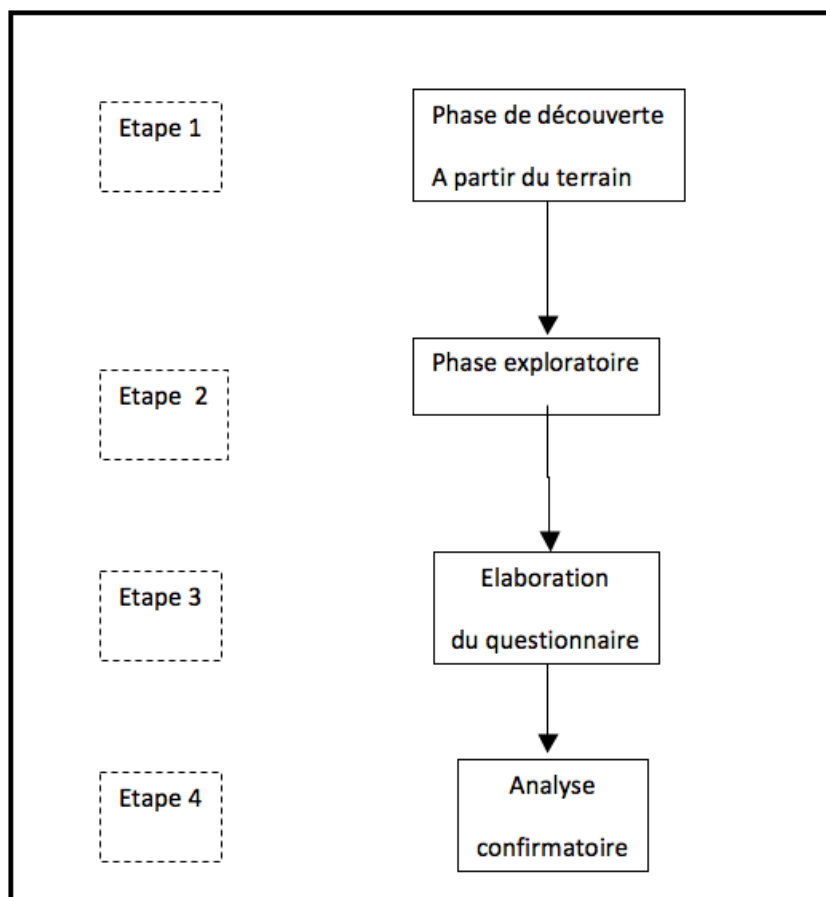 Etape 1
Phase de découverte
A partir du terrain
Phase exploratoire
Etape 2
Elaboration
Etape 3
du questionnaire
Analyse
Etape 4
confirmatoire